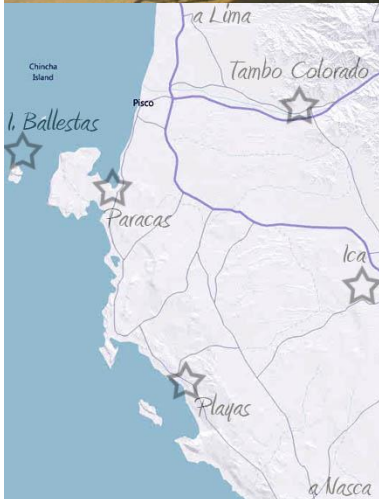 a Lima
Chincha
Island
Tambo Colorado
Pisco
I. Ballestas
Paracas
Ica
Playas
a Nasca